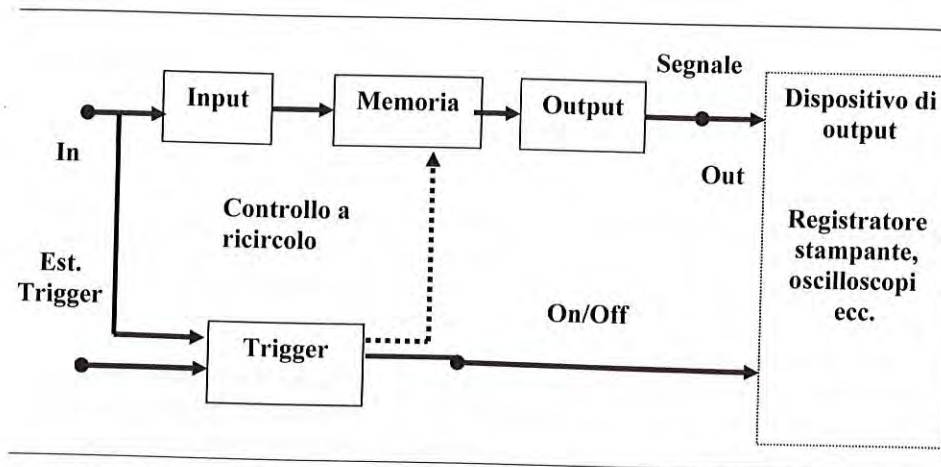 Segnale
Input
Memoria
Output
Dispositivo di
output
In
Out
Controllo a
ricircolo
Registratore
stampante,
oscilloscopi
ecc.
Est.
Trigger
On/Off
Trigger